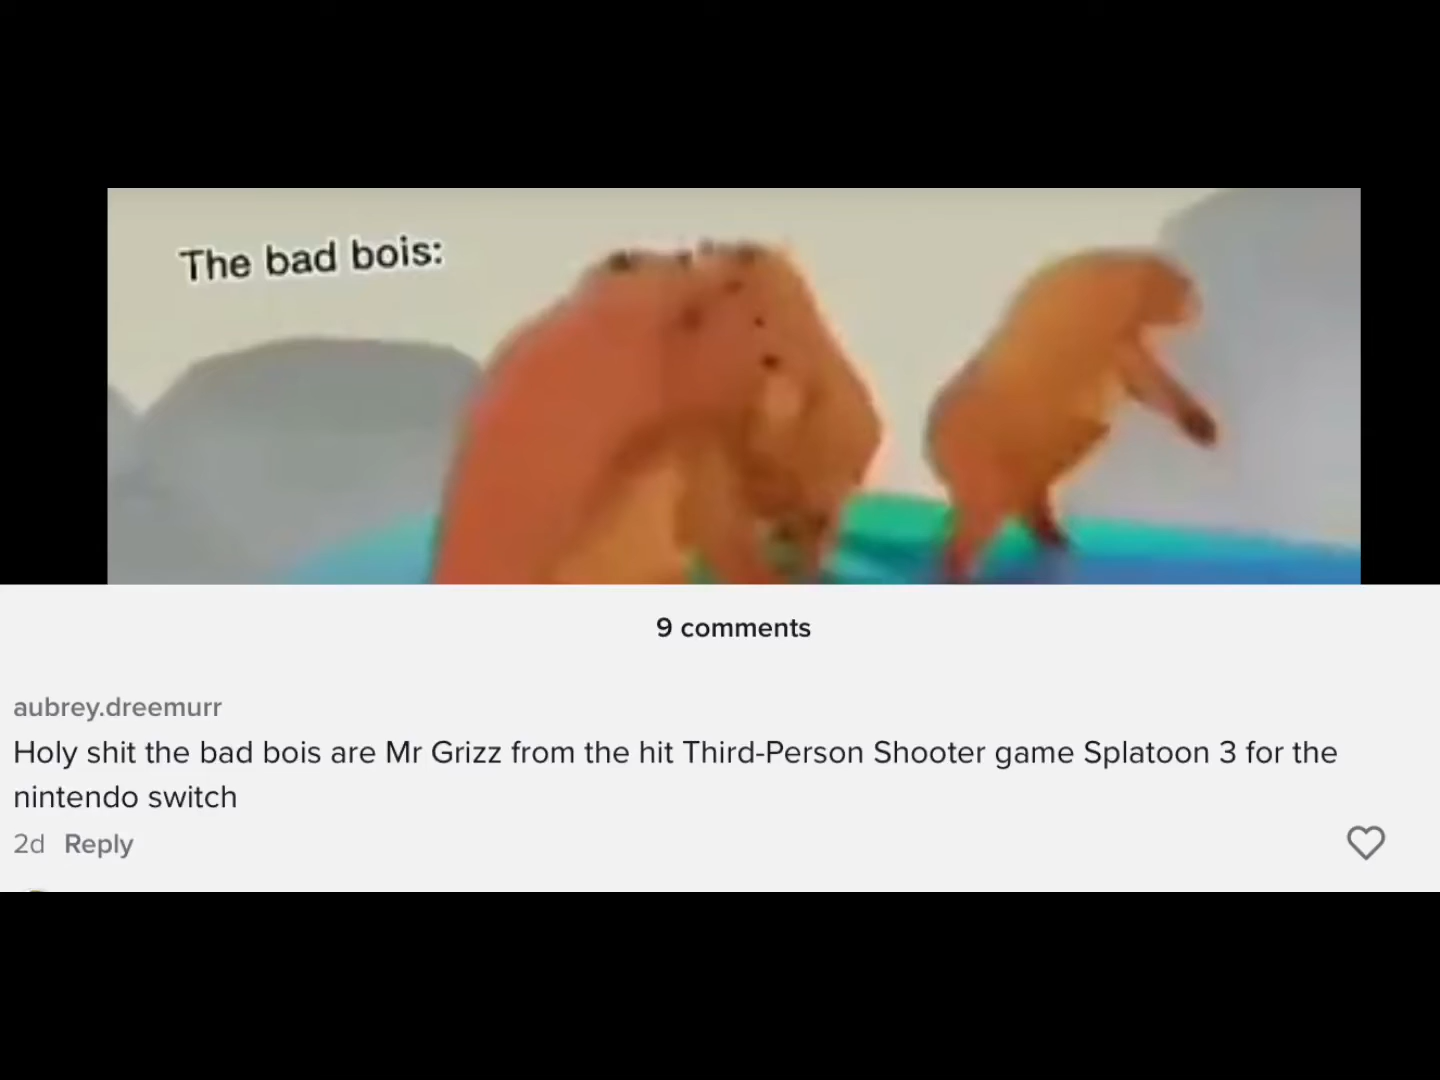 The bad bois:
9 comments
aubrey.dreemurr
Holy shit the bad bois are Mr Grizz from the hit Third-Person Shooter game Splatoon 3 for the
nintendo switch
2d Reply